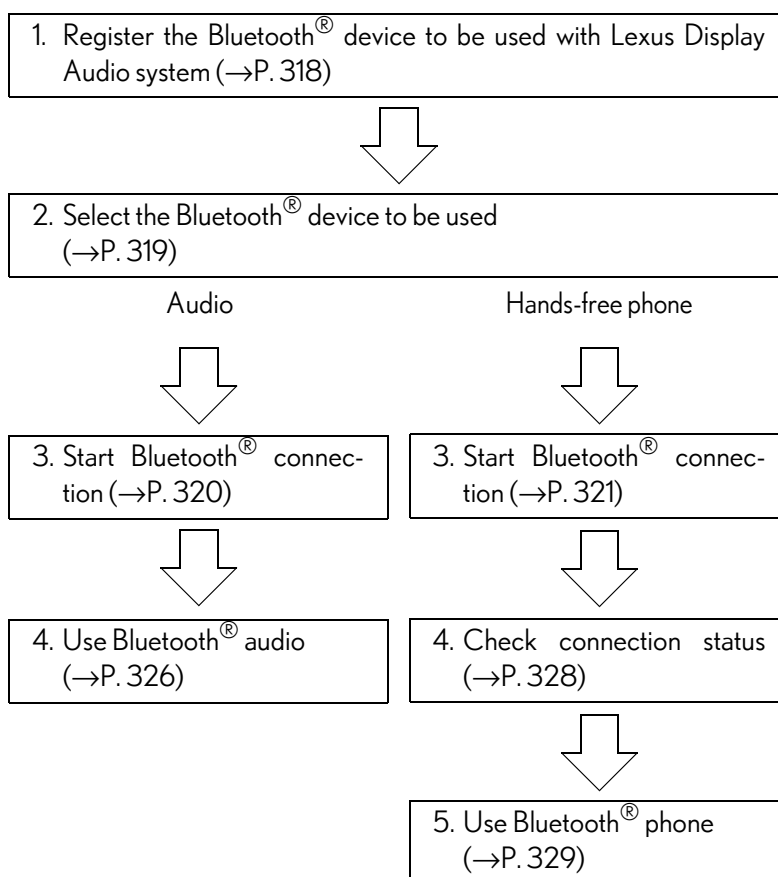 1. Register the Bluetooth® device to be used with Lexus Display
Audio system (→P. 318)
2. Select the Bluetooth® device to be used
(→P. 319)
Audio
Hands-free phone
3. Start Bluetooth® connec-
tion (→P. 320)
3. Start Bluetooth® connec-
tion (→P. 321)
4. Use Bluetooth® audio
(→P. 326)
4. Check connection status
(→P. 328)
5. Use Bluetooth® phone
(→P. 329)